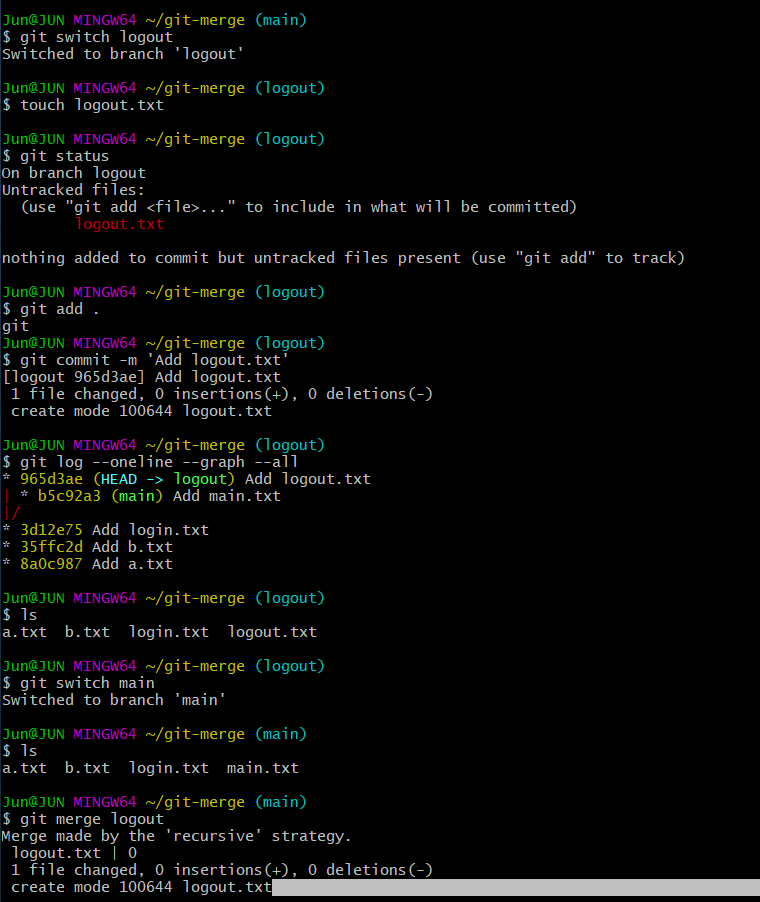 Jun@JUN MINGW64 ~/git-merge (main)
$ git switch logout
Switched to branch 'logout'

Jun@JUN MINGW64 ~/git-merge (logout)
$ touch logout.txt

Jun@JUN MINGW64 ~/git-merge (logout)
$ git status
On branch logout
Untracked files:
  (use "git add <file>..." to include in what will be committed)
        logout.txt

nothing added to commit but untracked files present (use "git add" to track)

Jun@JUN MINGW64 ~/git-merge (logout)
$ git add .
git
Jun@JUN MINGW64 ~/git-merge (logout)
$ git commit -m 'Add logout.txt'
[logout 965d3ae] Add logout.txt
 1 file changed, 0 insertions(+), 0 deletions(-)
 create mode 100644 logout.txt

Jun@JUN MINGW64 ~/git-merge (logout)
$ git log --oneline --graph --all
* 965d3ae (HEAD -> logout) Add logout.txt
| * b5c92a3 (main) Add main.txt
|/
* 3d12e75 Add login.txt
* 35ffc2d Add b.txt
* 8a0c987 Add a.txt

Jun@JUN MINGW64 ~/git-merge (logout)
$ ls
a.txt  b.txt  login.txt  logout.txt

Jun@JUN MINGW64 ~/git-merge (logout)
$ git switch main
Switched to branch 'main'

Jun@JUN MINGW64 ~/git-merge (main)
$ ls
a.txt  b.txt  login.txt  main.txt

Jun@JUN MINGW64 ~/git-merge (main)
$ git merge logout
Merge made by the 'recursive' strategy.
 logout.txt | 0
 1 file changed, 0 insertions(+), 0 deletions(-)
 create mode 100644 logout.txt